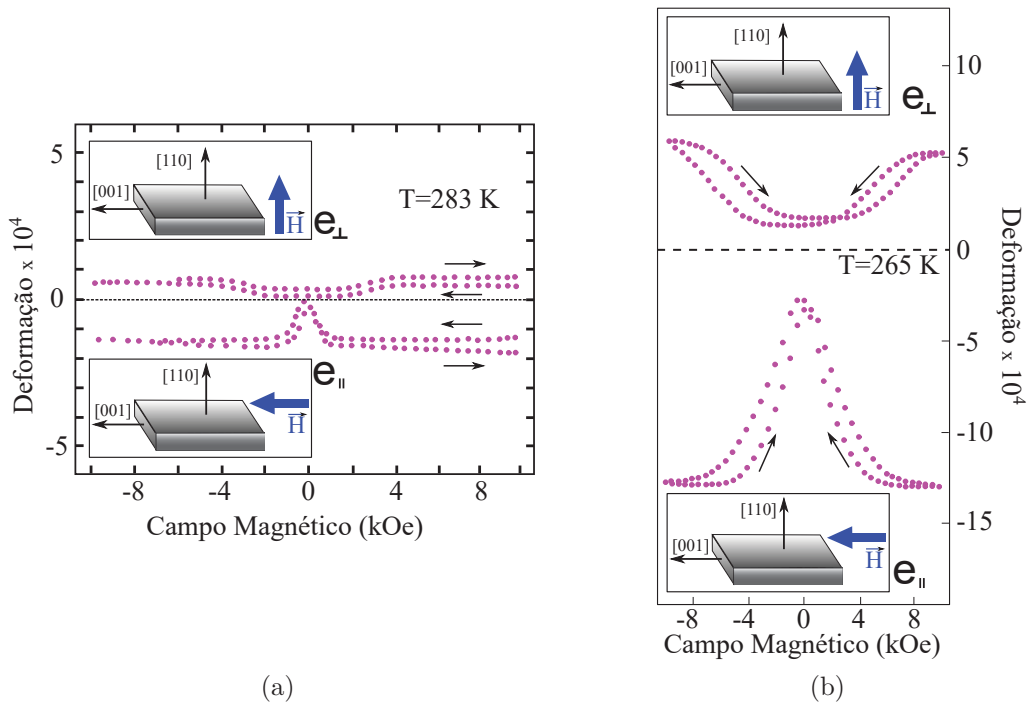 [110]
[001]
H
e⊥
T=283 K
5
0
-5
Deformação x 10⁴
[110]
[001]
H
e॥
-8
-4
0
4
8
Campo Magnético (kOe)
(a)
[110]
[001]
H
e⊥
10
5
0
-5
-10
-15
Deformação x 10⁴
T=265 K
[110]
[001]
H
e॥
-8
-4
0
4
8
Campo Magnético (kOe)
(b)